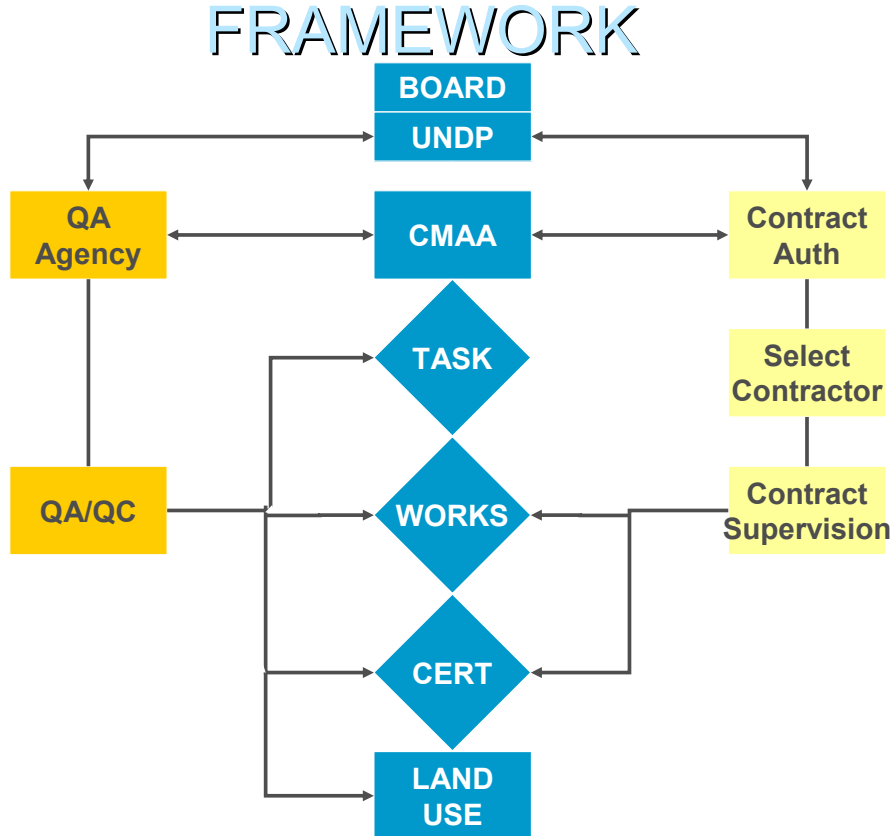 FRAMEWORK
BOARD
UNDP
QA
Agency
CMAA
Contract
Auth
TASK
Select
Contractor
QA/QC
WORKS
Contract
Supervision
CERT
LAND
USE